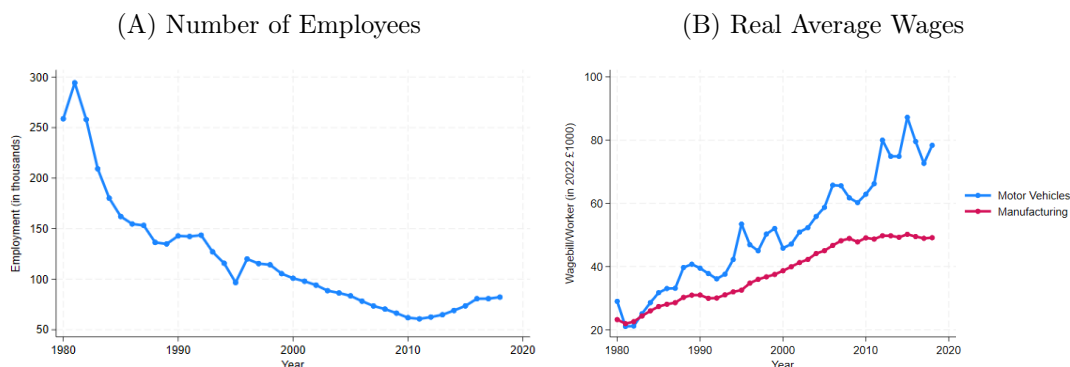 (A) Number of Employees
300
250
200
150
100
50
Employment (in thousands)
1980
1990
2000
2010
2020
Year
(B) Real Average Wages
100
80
60
40
20
Wagebill/Worker (in 2022 £1000)
1980
1990
2000
2010
2020
Year
Motor Vehicles
Manufacturing